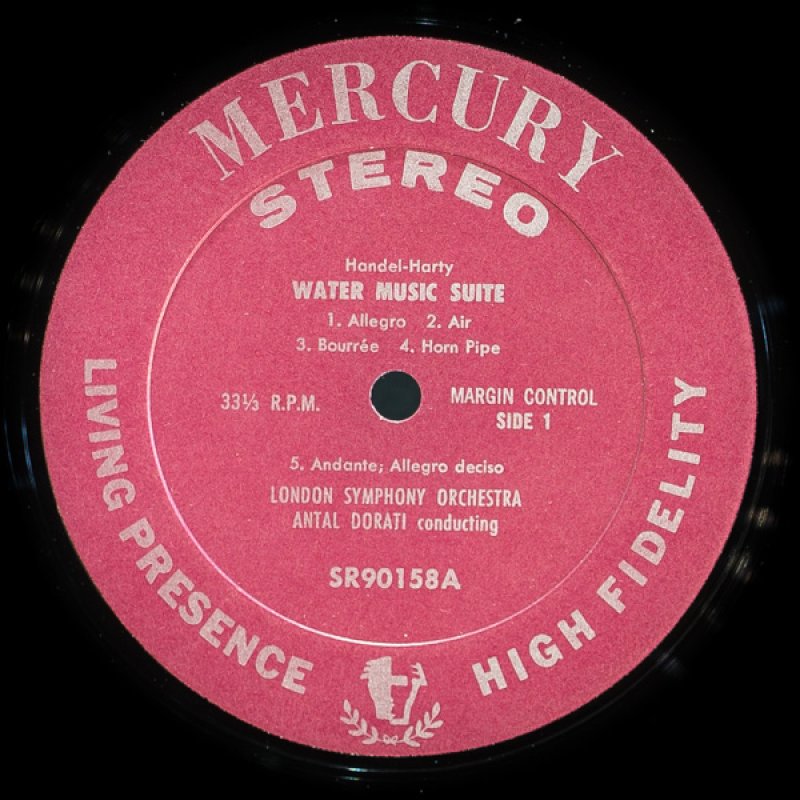 MERCURY
STEREO
Handel-Harty
WATER MUSIC SUITE
1. Allegro 2. Air
3. Bourrée 4. Horn Pipe
33⅓ R.P.M.
MARGIN CONTROL
SIDE 1
5. Andante; Allegro deciso
LONDON SYMPHONY ORCHESTRA
ANTAL DORATI conducting
SR90158A
LIVING PRESENCE
HIGH FIDELITY